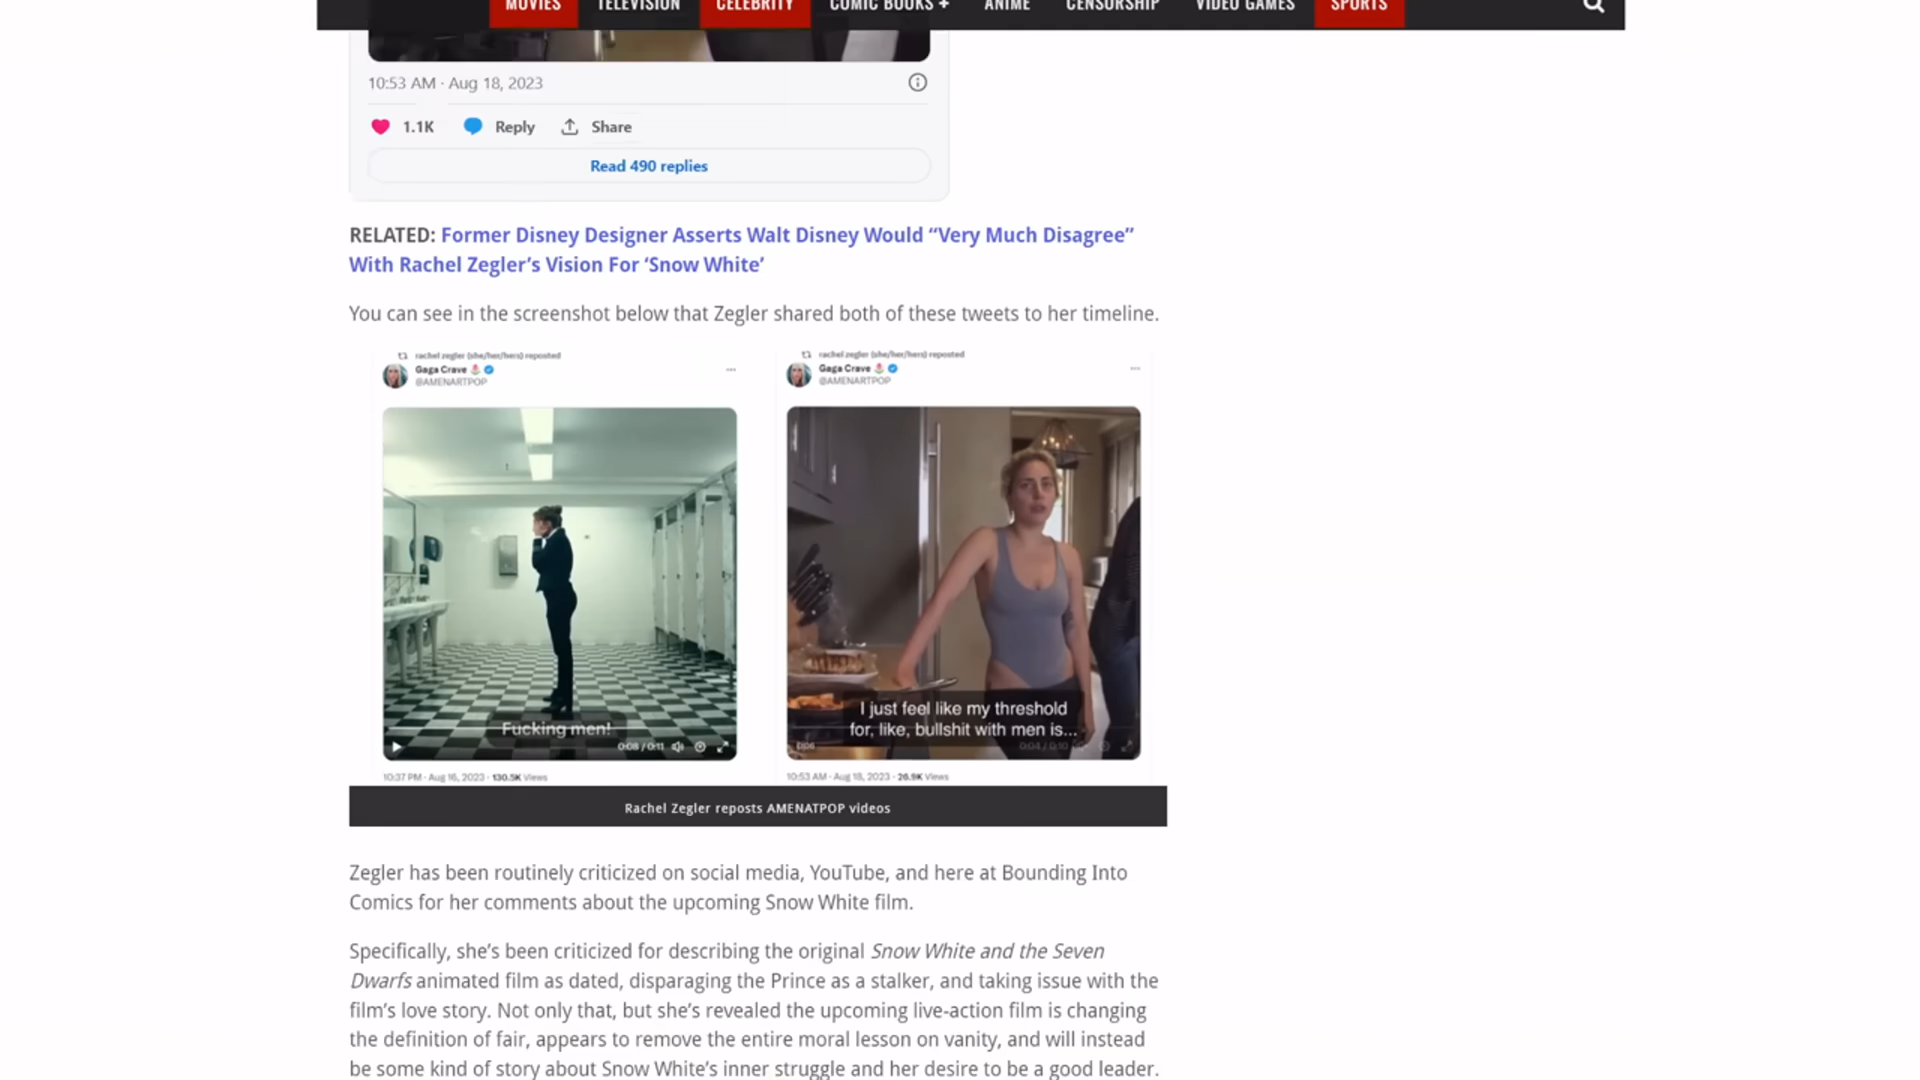 MOVIES TELEVISION CELEBRITY COMIC BOOKS + ANIME CENSORSHIP VIDEO GAMES SPORTS
10:53 AM · Aug 18, 2023
1.1K Reply Share
Read 490 replies
RELATED: Former Disney Designer Asserts Walt Disney Would “Very Much Disagree”
With Rachel Zegler’s Vision For ‘Snow White’
You can see in the screenshot below that Zegler shared both of these tweets to her timeline.
rachel zegler (she/her/hers) reposted
Gaga Crave
@AMENARTPOP
Fucking men!
0:08 / 0:11
10:37 PM · Aug 16, 2023 · 130.5K Views
rachel zegler (she/her/hers) reposted
Gaga Crave
@AMENARTPOP
I just feel like my threshold
for, like, bullshit with men is...
0:06 0:04 / 0:10
10:53 AM · Aug 18, 2023 · 26.9K Views
Rachel Zegler reposts AMENATPOP videos
Zegler has been routinely criticized on social media, YouTube, and here at Bounding Into
Comics for her comments about the upcoming Snow White film.
Specifically, she’s been criticized for describing the original Snow White and the Seven
Dwarfs animated film as dated, disparaging the Prince as a stalker, and taking issue with the
film’s love story. Not only that, but she’s revealed the upcoming live-action film is changing
the definition of fair, appears to remove the entire moral lesson on vanity, and will instead
be some kind of story about Snow White’s inner struggle and her desire to be a good leader.